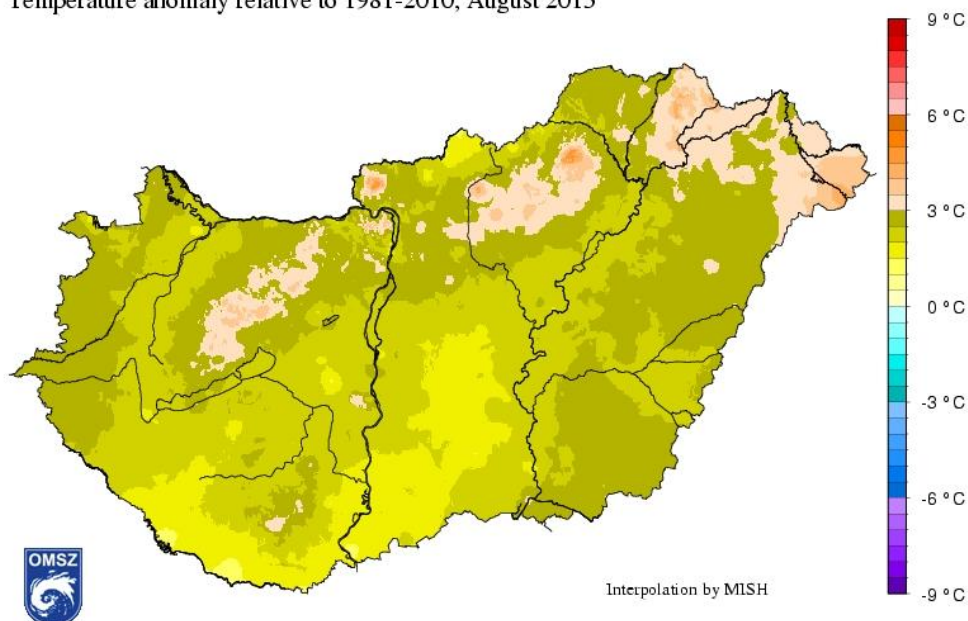 Temperature anomaly relative to 1981-2010, August 2015
9 °C
6 °C
3 °C
0 °C
-3 °C
-6 °C
-9 °C
OMSZ
Interpolation by MISH